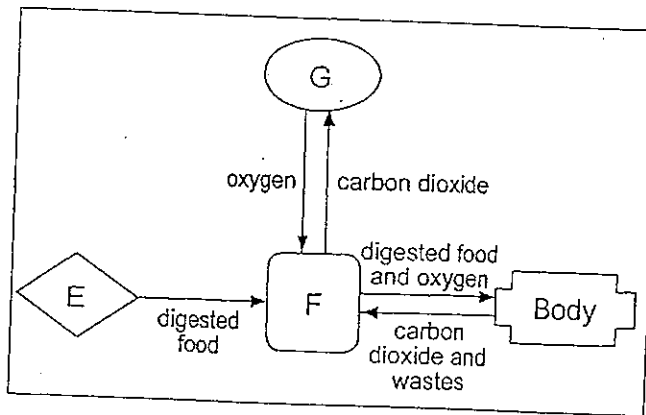 G
oxygen
carbon dioxide
E
digested
food
F
digested food
and oxygen
carbon
dioxide and
wastes
Body